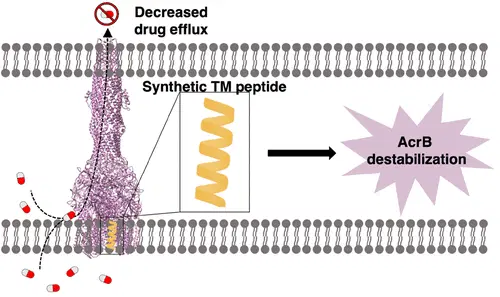 Decreased
drug efflux
Synthetic TM peptide
AcrB
destabilization